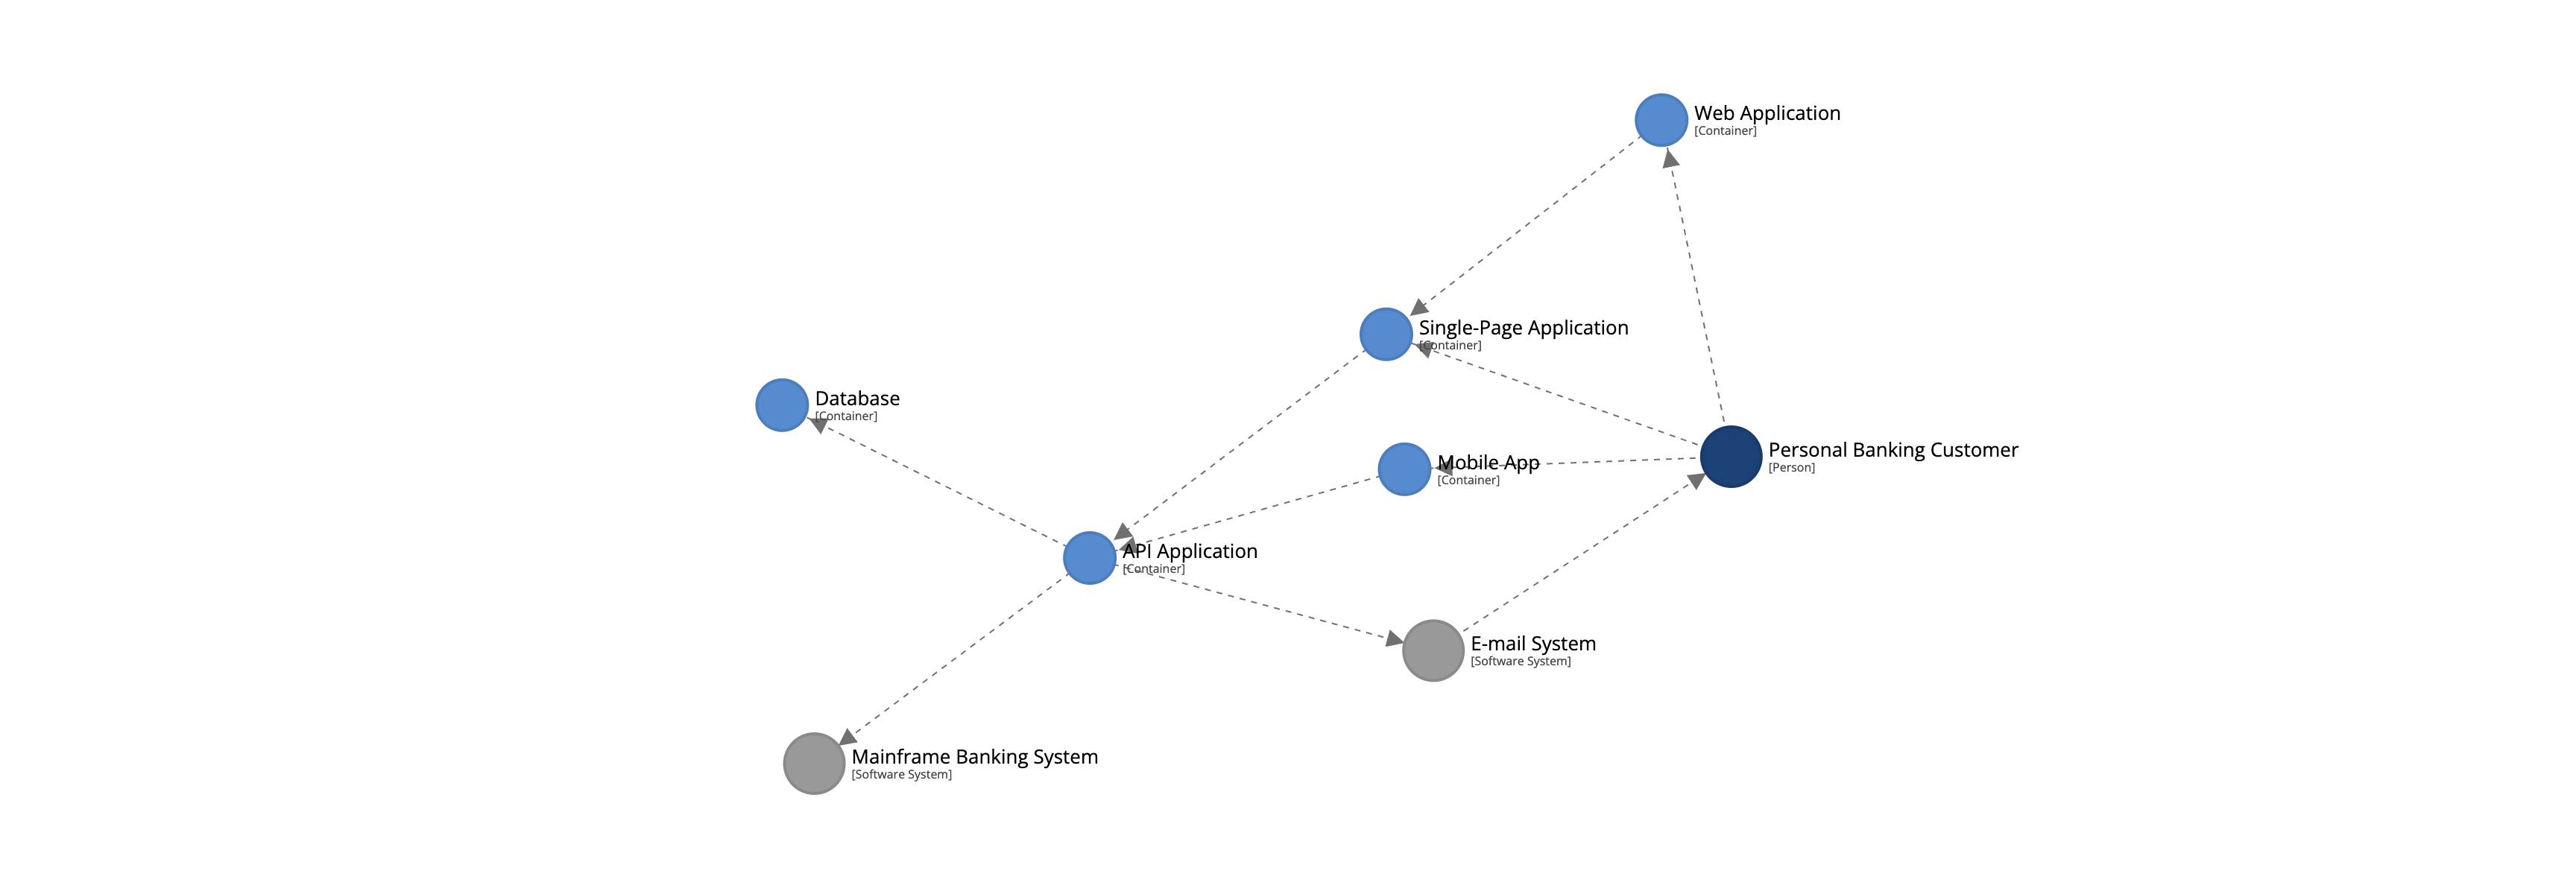 Web Application
[Container]
Single-Page Application
[Container]
Database
[Container]
Mobile App
[Container]
Personal Banking Customer
[Person]
API Application
[Container]
E-mail System
[Software System]
Mainframe Banking System
[Software System]